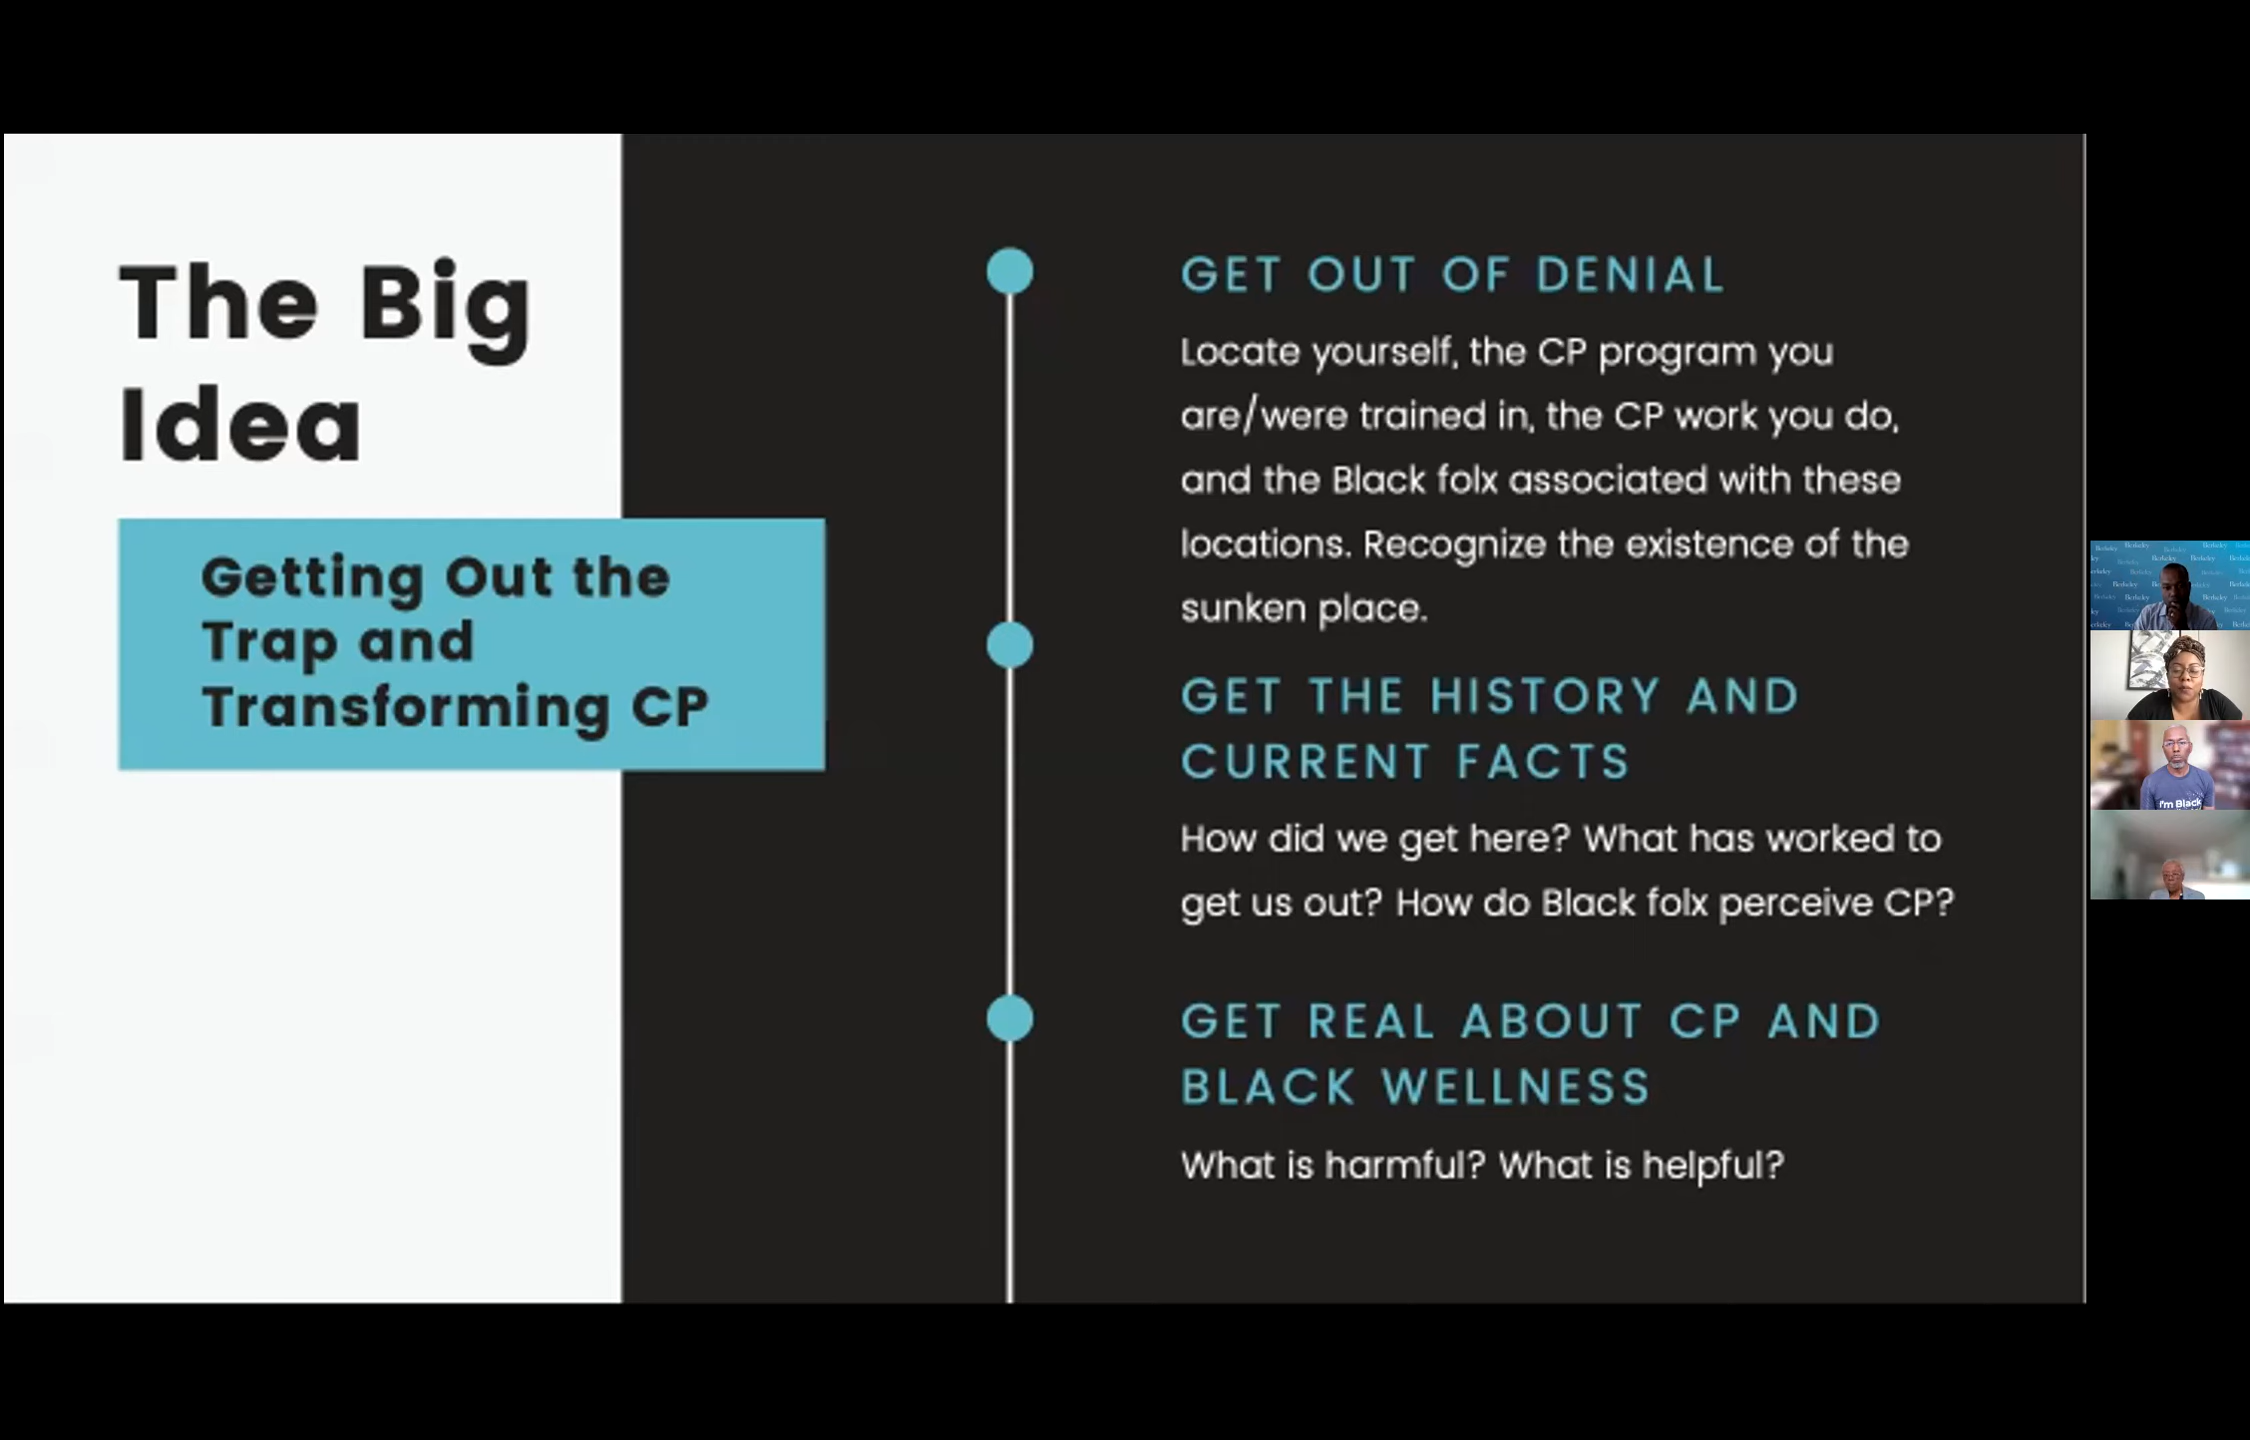 The Big
Idea
Getting Out the
Trap and
Transforming CP
GET OUT OF DENIAL
Locate yourself, the CP program you
are/were trained in, the CP work you do,
and the Black folx associated with these
locations. Recognize the existence of the
sunken place.
GET THE HISTORY AND
CURRENT FACTS
How did we get here? What has worked to
get us out? How do Black folx perceive CP?
GET REAL ABOUT CP AND
BLACK WELLNESS
What is harmful? What is helpful?
Berkeley
I'm Black